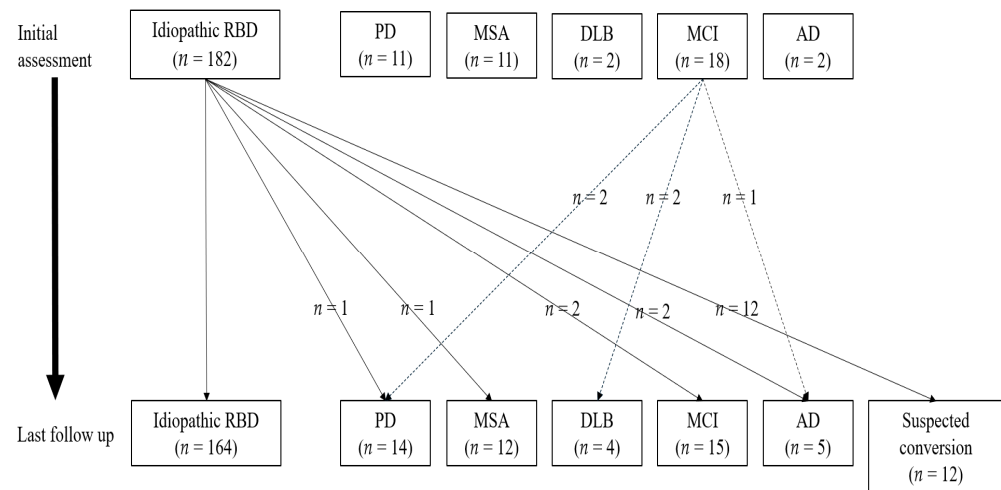 Initial
assessment
Idiopathic RBD
(n = 182)
PD
(n = 11)
MSA
(n = 11)
DLB
(n = 2)
MCI
(n = 18)
AD
(n = 2)
n = 2
n = 2
n = 1
n = 1
n = 1
n = 2
n = 2
n = 12
Last follow up
Idiopathic RBD
(n = 164)
PD
(n = 14)
MSA
(n = 12)
DLB
(n = 4)
MCI
(n = 15)
AD
(n = 5)
Suspected
conversion
(n = 12)